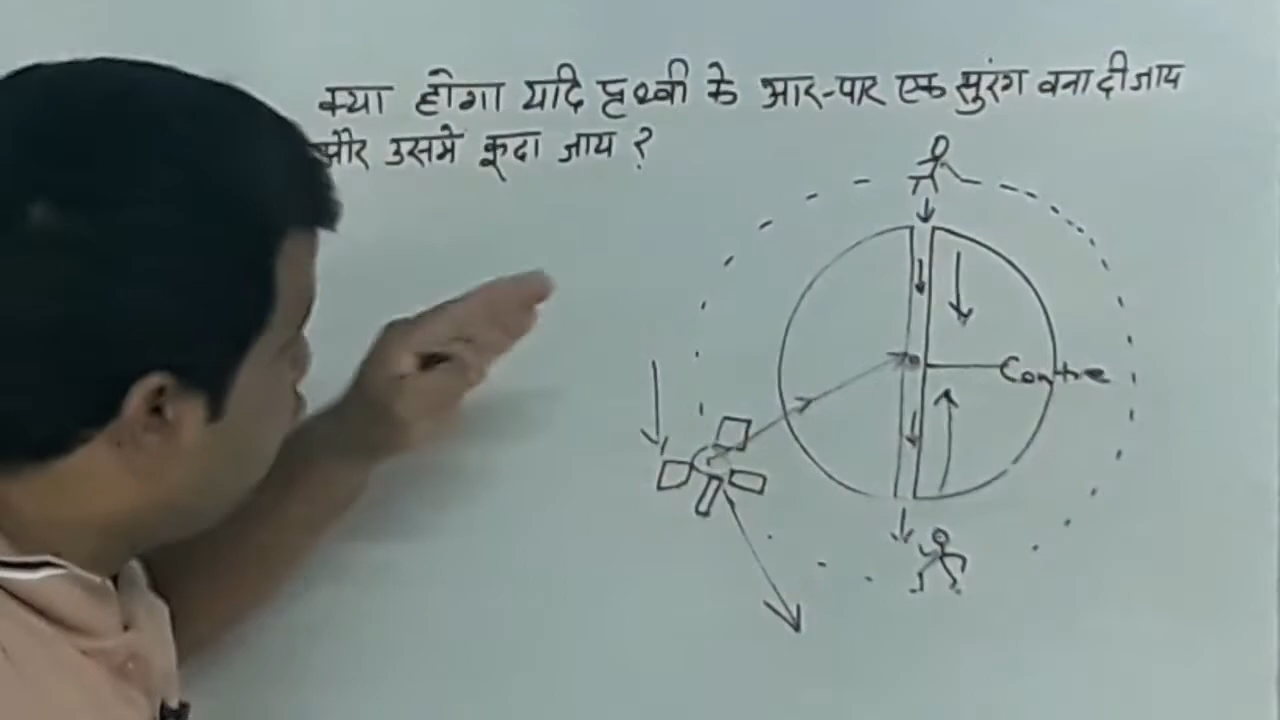 क्या होगा यदि पृथ्वी के आर-पार एक सुरंग बना दी जाय
और उसमे कूदा जाय ?
Centre